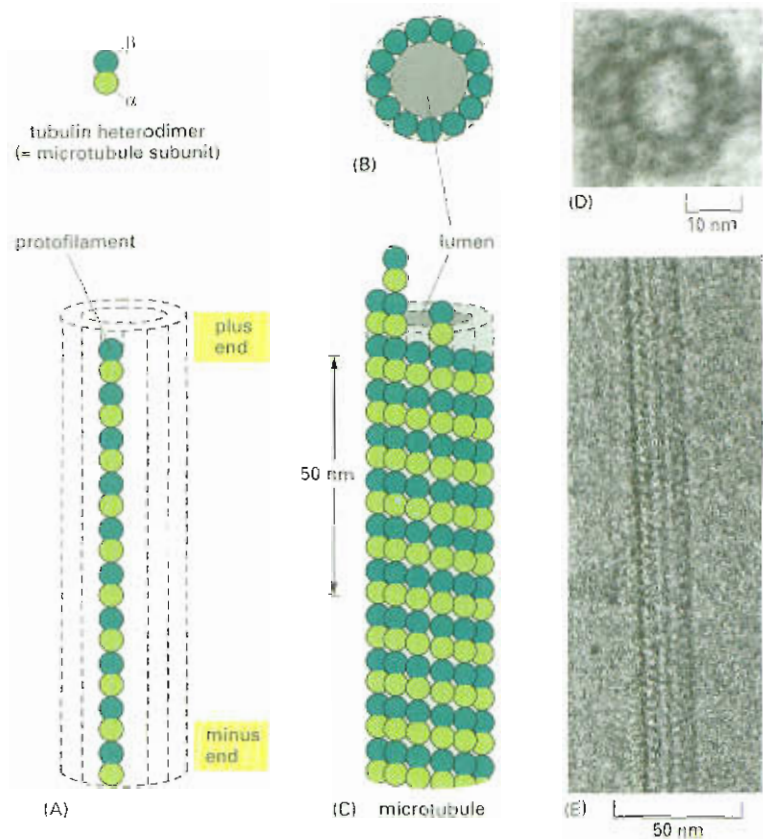 β
α
tubulin heterodimer
(= microtubule subunit)
(B)
(D)
10 nm
protofilament
lumen
plus
end
50 nm
minus
end
(A)
(C)
microtubule
(E)
50 nm